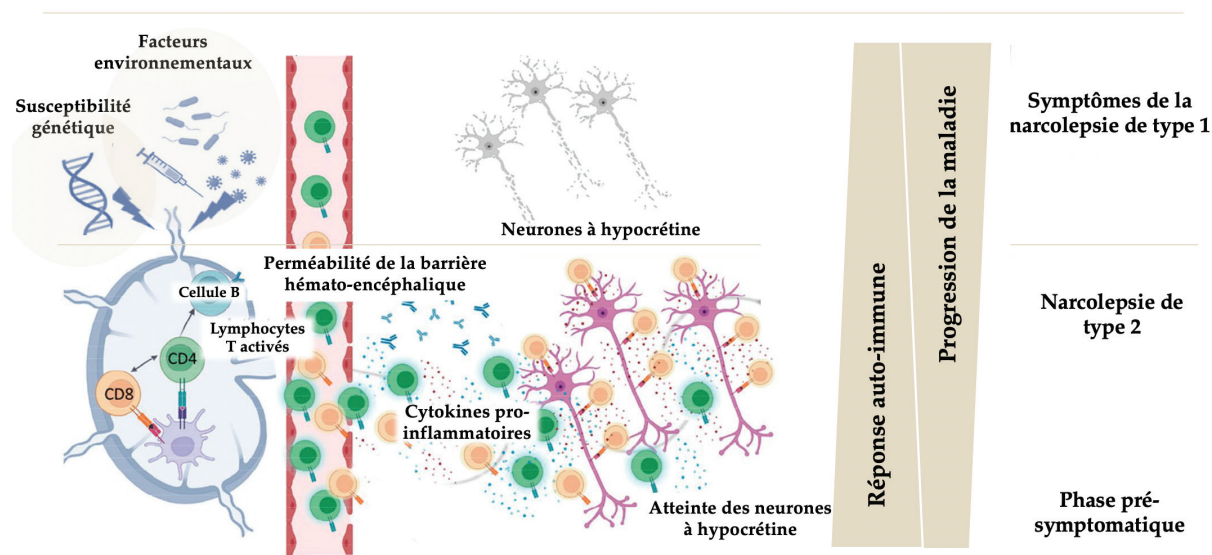 Facteurs
environnementaux
Susceptibilité
génétique
Neurones à hypocrétine
Perméabilité de la barrière
hémato-encéphalique
Cellule B
Lymphocytes
T activés
CD4
CD8
Cytokines pro-
inflammatoires
Atteinte des neurones
à hypocrétine
Réponse auto-immune
Progression de la maladie
Symptômes de la
narcolepsie de type 1
Narcolepsie de
type 2
Phase pré-
symptomatique